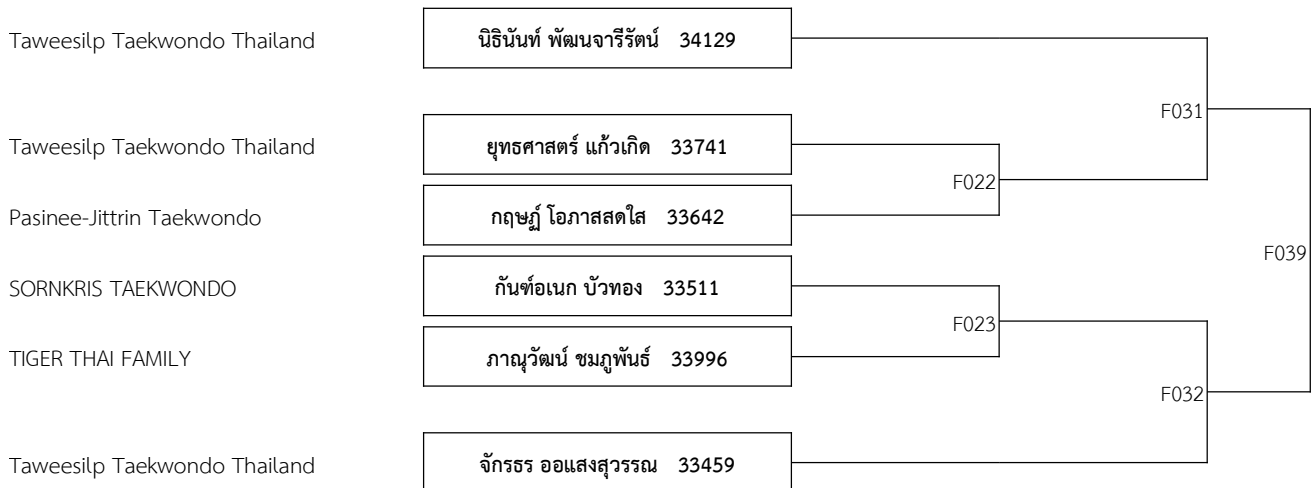 Taweesilp Taekwondo Thailand นิธินันท์ พัฒนจารีรัตน์ 34129
F031
Taweesilp Taekwondo Thailand ยุทธศาสตร์ แก้วเกิด 33741
F022
Pasinee-Jittrin Taekwondo กฤษฏ์ โอภาสสดใส 33642
F039
SORNKRIS TAEKWONDO กันฑ์อเนก บัวทอง 33511
F023
TIGER THAI FAMILY ภาณุวัฒน์ ชมภูพันธ์ 33996
F032
Taweesilp Taekwondo Thailand จักรธร ออแสงสุวรรณ 33459